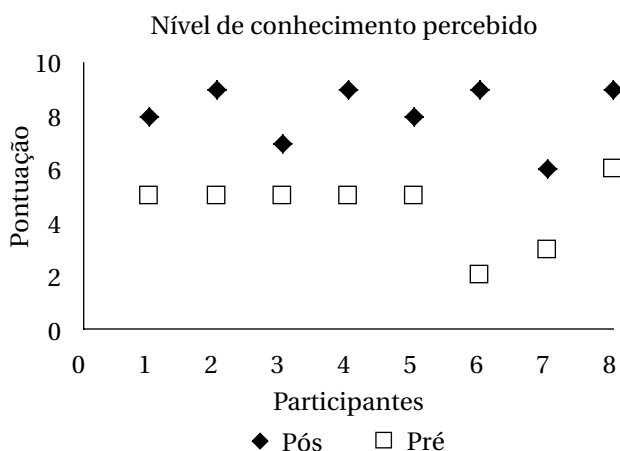 Nível de conhecimento percebido
10
8
6
4
2
0
Pontuação
0 1 2 3 4 5 6 7 8
Participantes
Pós Pré